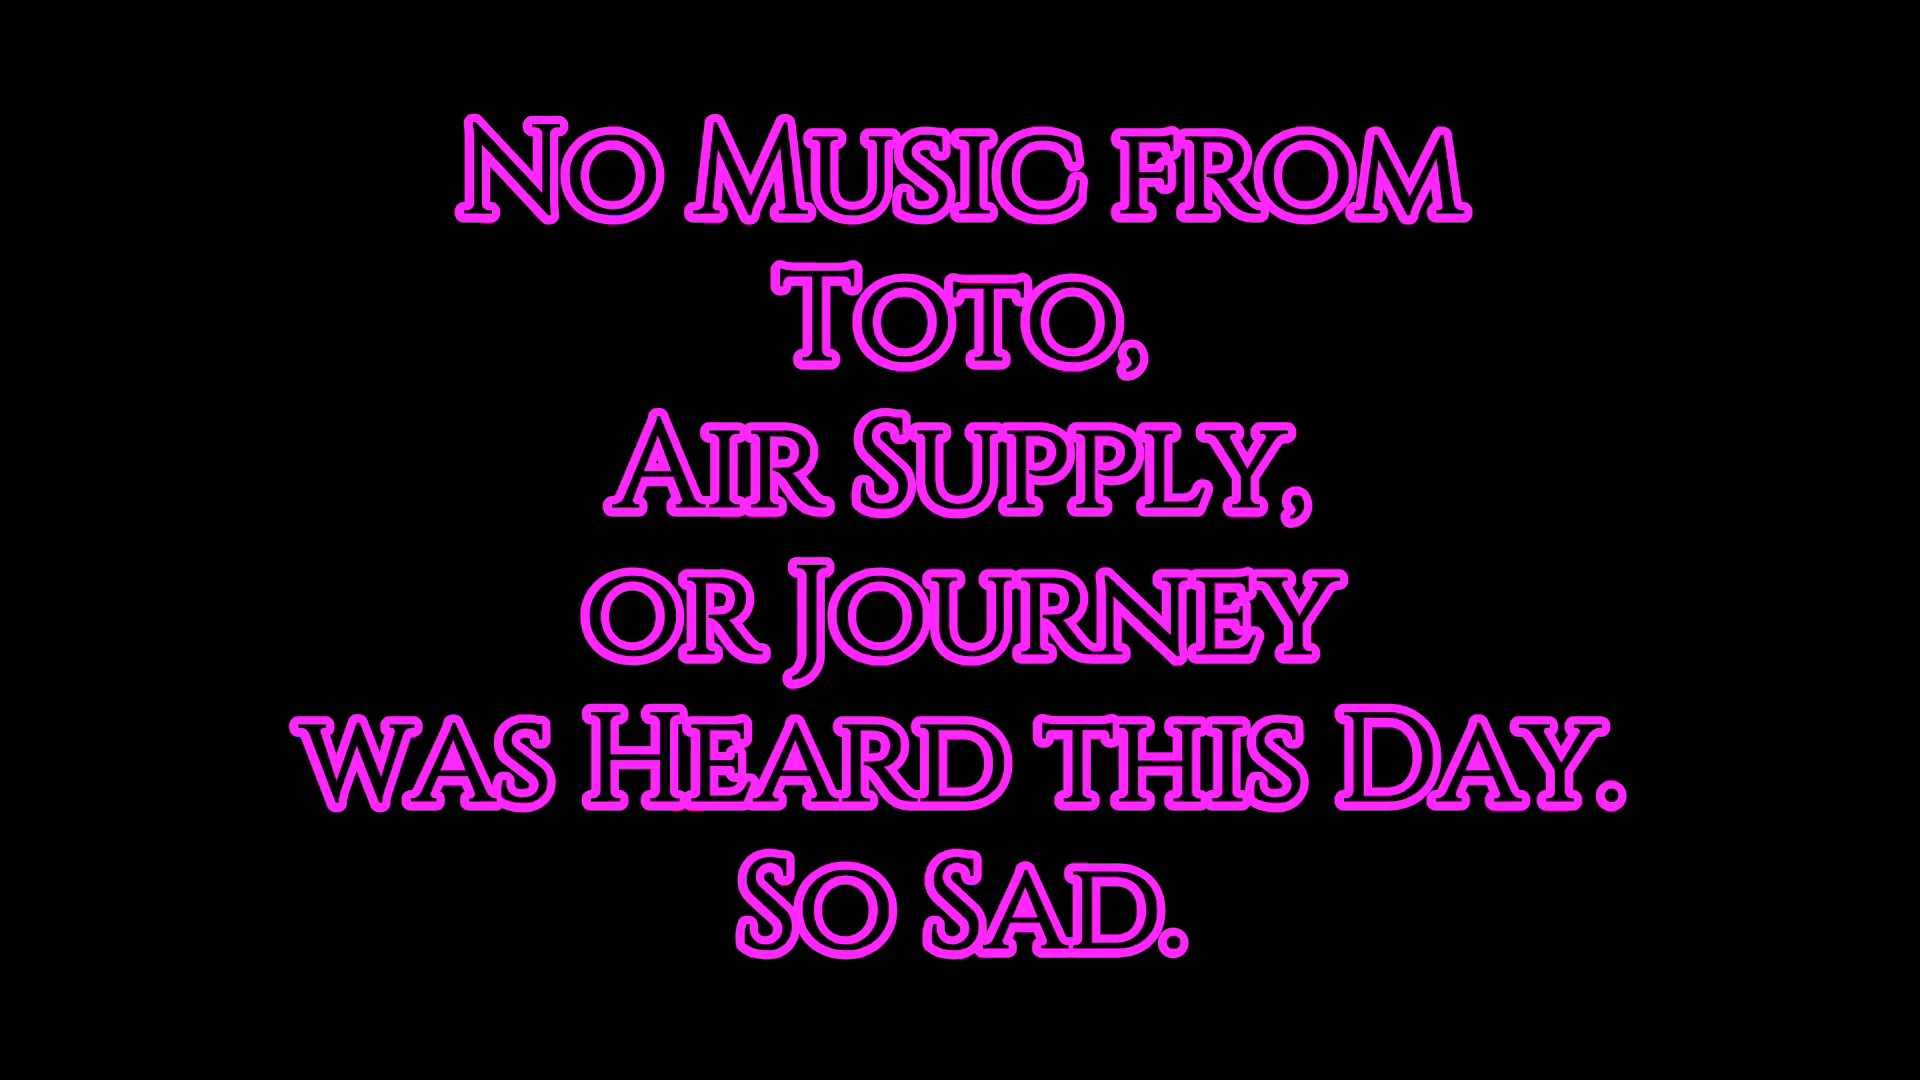 No Music from
Toto,
Air Supply,
or Journey
was Heard this Day.
So Sad.